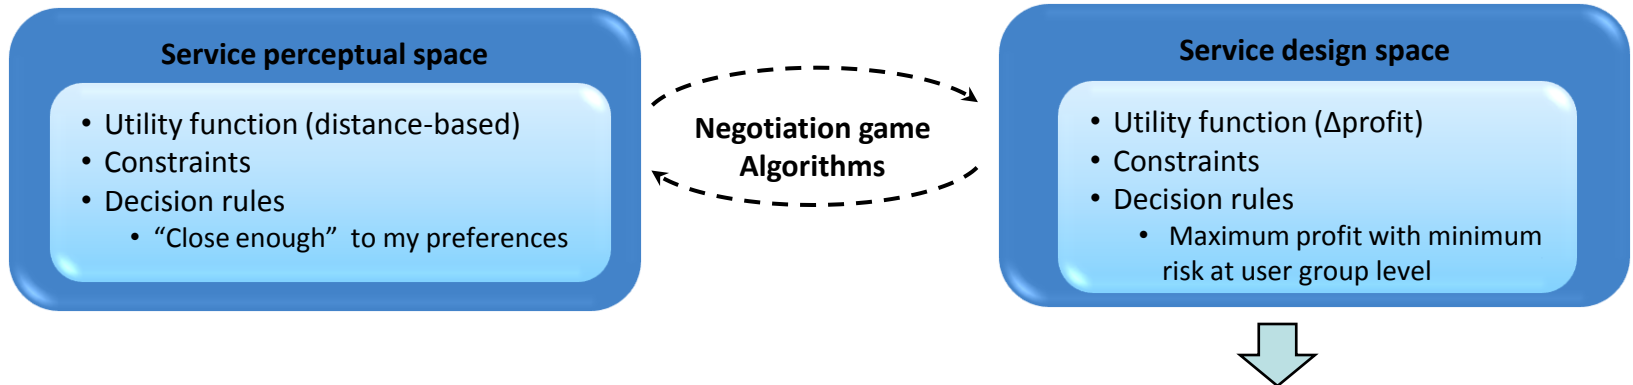 Service perceptual space
• Utility function (distance-based)
• Constraints
• Decision rules
• “Close enough” to my preferences
Negotiation game
Algorithms
Service design space
• Utility function (Δprofit)
• Constraints
• Decision rules
• Maximum profit with minimum
risk at user group level